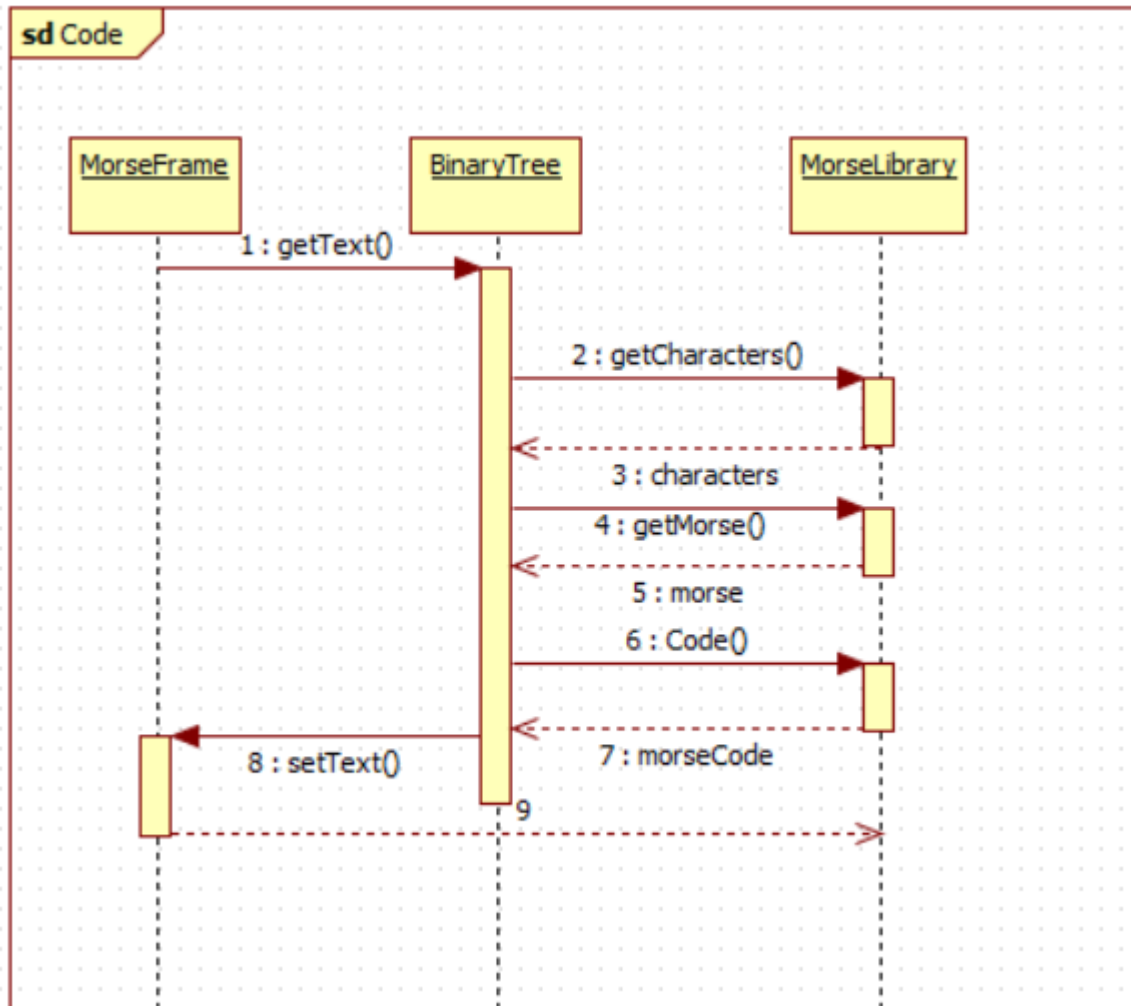 sd Code
MorseFrame
BinaryTree
MorseLibrary
1 : getText()
2 : getCharacters()
3 : characters
4 : getMorse()
5 : morse
6 : Code()
7 : morseCode
8 : setText()
9